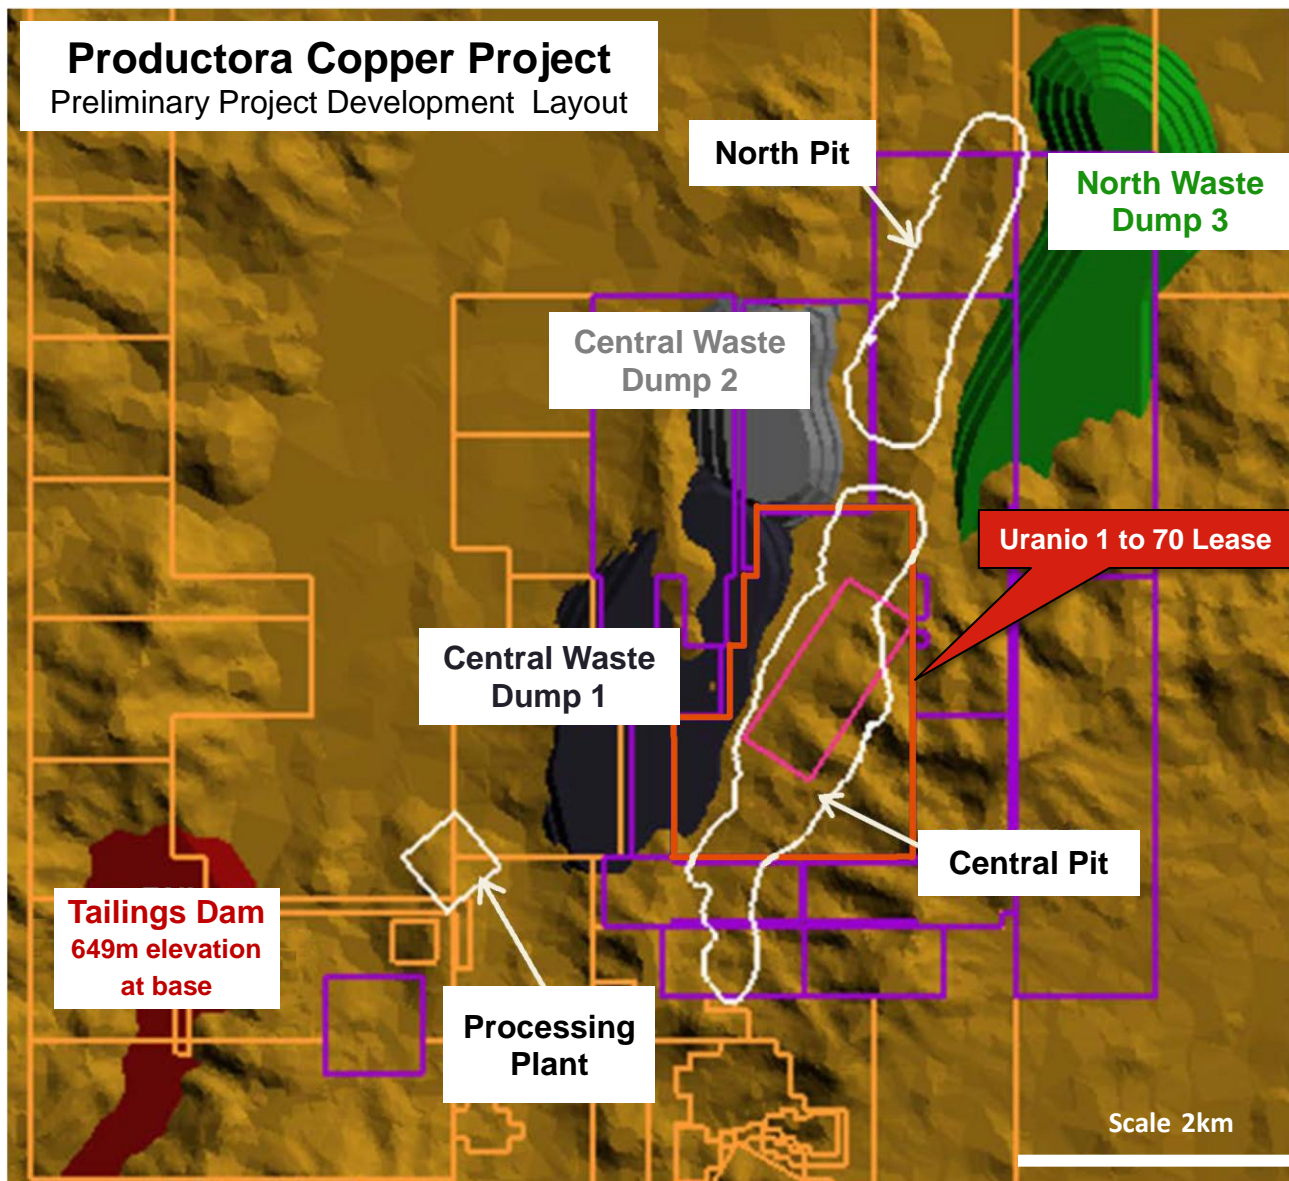 Productora Copper Project
Preliminary Project Development Layout
North Pit
North Waste
Dump 3
Central Waste
Dump 2
Uranio 1 to 70 Lease
Central Waste
Dump 1
Central Pit
Tailings Dam
649m elevation
at base
Processing
Plant
Scale 2km